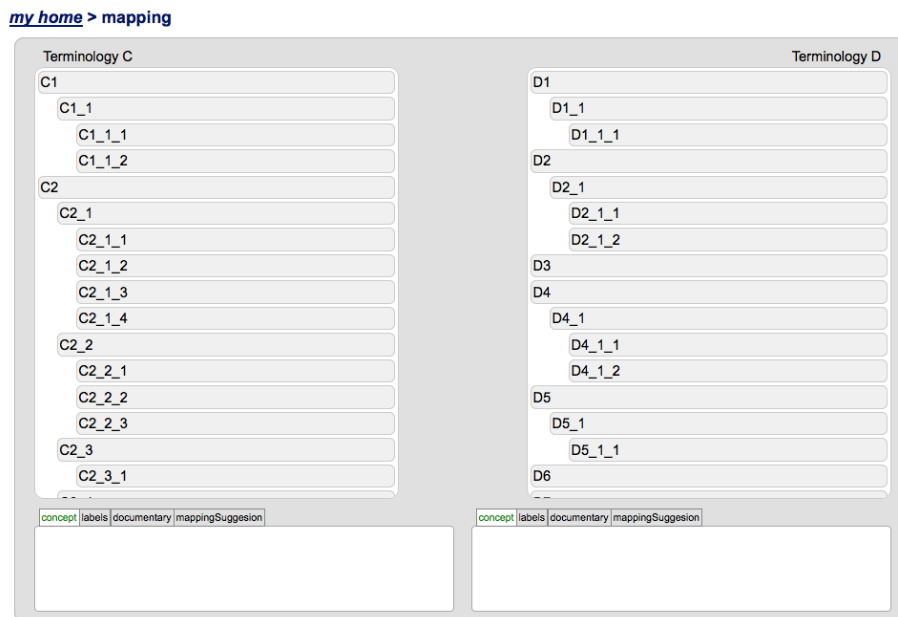 my home > mapping
Terminology C
C1
C1_1
C1_1_1
C1_1_2
C2
C2_1
C2_1_1
C2_1_2
C2_1_3
C2_1_4
C2_2
C2_2_1
C2_2_2
C2_2_3
C2_3
C2_3_1
concept labels documentary mappingSuggesion
Terminology D
D1
D1_1
D1_1_1
D2
D2_1
D2_1_1
D2_1_2
D3
D4
D4_1
D4_1_1
D4_1_2
D5
D5_1
D5_1_1
D6
concept labels documentary mappingSuggesion